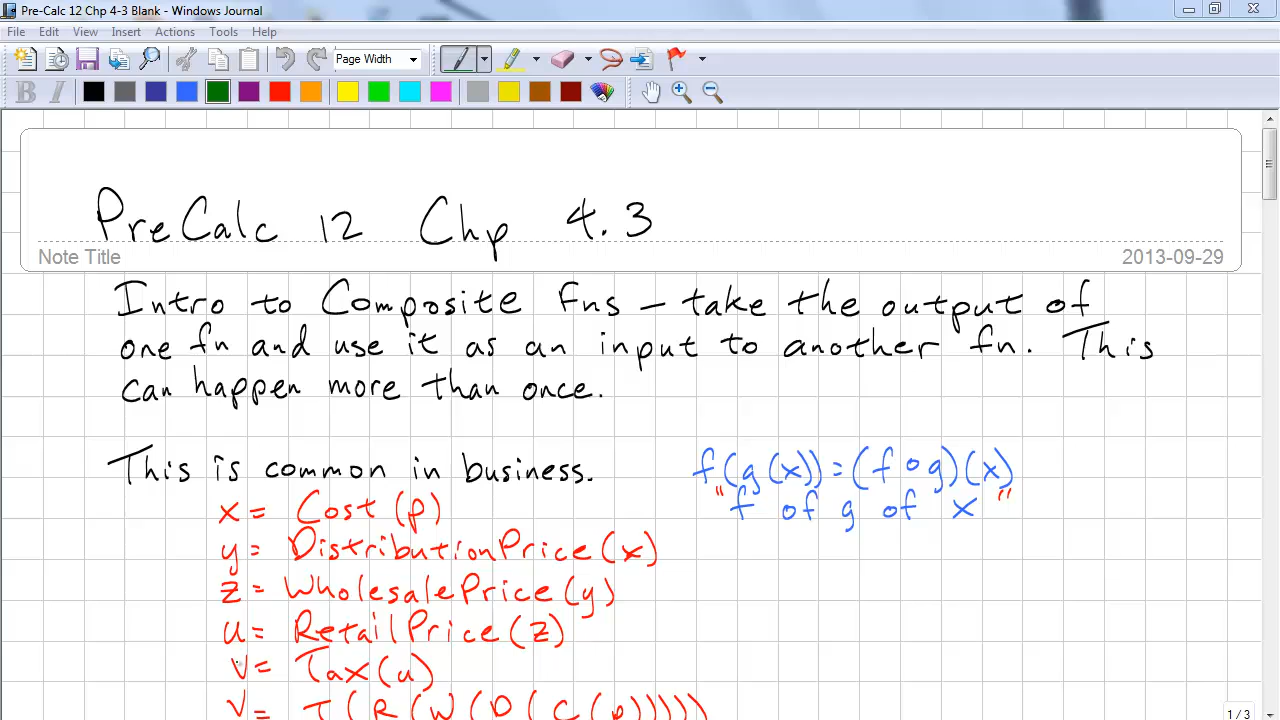 Pre-Calc 12 Chp 4-3 Blank - Windows Journal
File Edit View Insert Actions Tools Help
Page Width
B I
PreCalc 12 Chp 4.3
Note Title 2013-09-29
Intro to Composite Fns - take the output of
one fn and use it as an input to another fn. This
can happen more than once.
This is common in business.
f(g(x)) = (f∘g)(x)
"f of g of x"
x = Cost(p)
y = DistributionPrice(x)
z = WholesalePrice(y)
u = RetailPrice(z)
v = Tax(u)
v = T(R(W(D(C(p)))))
1 / 3